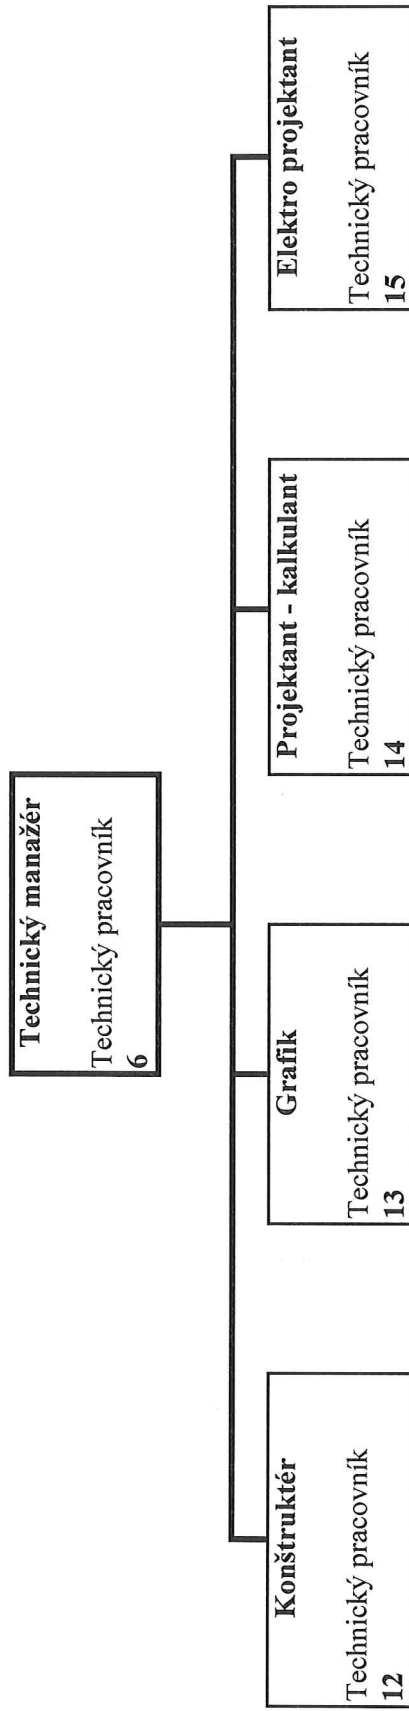 Technický manažér
Technický pracovník
6
Konštruktér
Technický pracovník
12
Grafik
Technický pracovník
13
Projektant - kalkulant
Technický pracovník
14
Elektro projektant
Technický pracovník
15